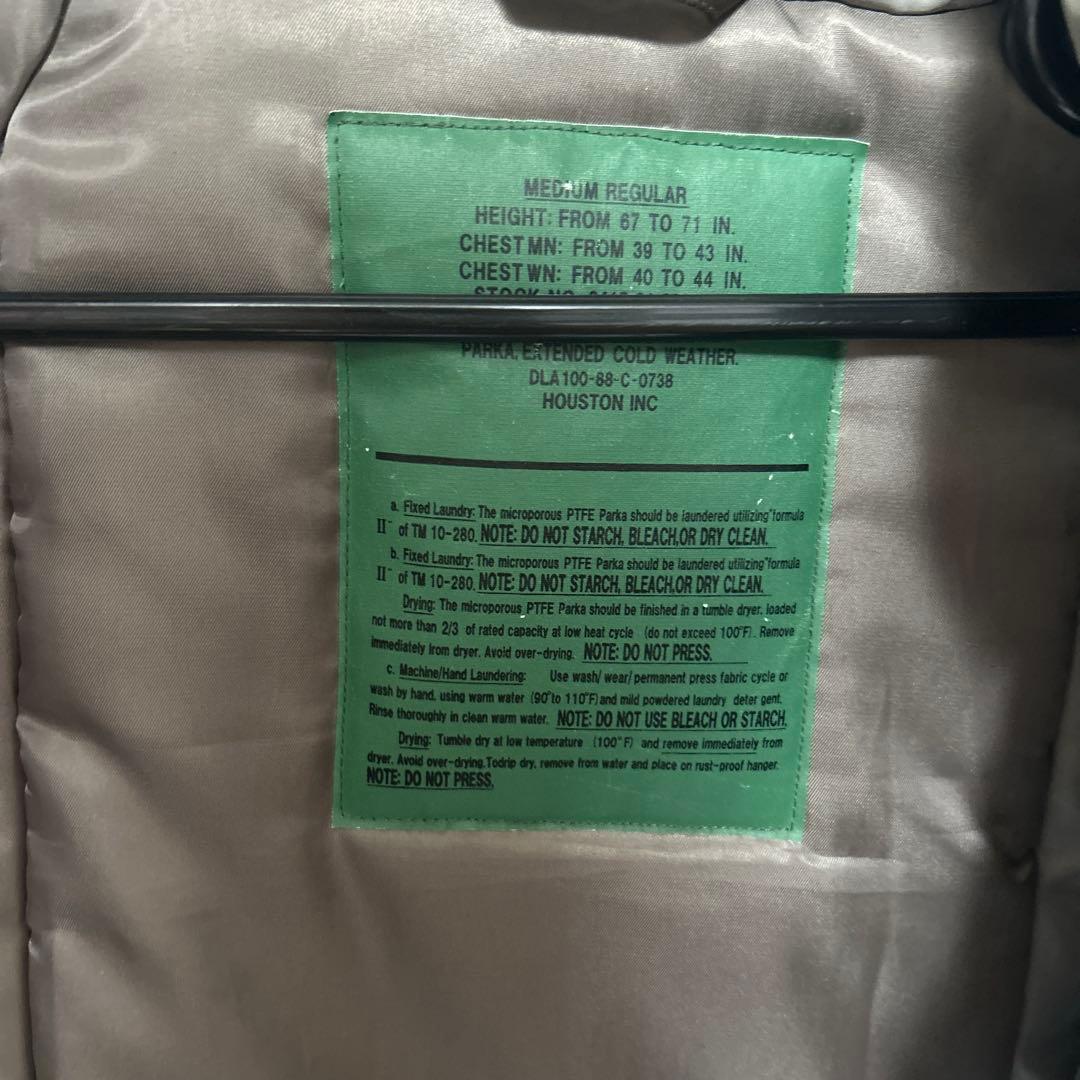 MEDIUM REGULAR
HEIGHT: FROM 67 TO 71 IN.
CHEST MN: FROM 39 TO 43 IN.
CHEST WN: FROM 40 TO 44 IN.
STOCK NO.
PARKA, EXTENDED COLD WEATHER.
DLA100-88-C-0738
HOUSTON INC
a. Fixed Laundry: The microporous PTFE Parka should be laundered utilizing "formula
II" of TM 10-280. NOTE: DO NOT STARCH, BLEACH,OR DRY CLEAN.
b. Fixed Laundry: The microporous PTFE Parka should be laundered utilizing "formula
II" of TM 10-280. NOTE: DO NOT STARCH, BLEACH,OR DRY CLEAN.
Drying: The microporous PTFE Parka should be finished in a tumble dryer, loaded
not more than 2/3 of rated capacity at low heat cycle (do not exceed 100°F). Remove
immediately from dryer. Avoid over-drying. NOTE: DO NOT PRESS.
c. Machine/Hand Laundering: Use wash/ wear/ permanent press fabric cycle or
wash by hand, using warm water (90°to 110°F)and mild powdered laundry deter gent.
Rinse thoroughly in clean warm water. NOTE: DO NOT USE BLEACH OR STARCH.
Drying: Tumble dry at low temperature (100°F) and remove immediately from
dryer. Avoid over-drying.Todrip dry, remove from water and place on rust-proof hanger.
NOTE: DO NOT PRESS.